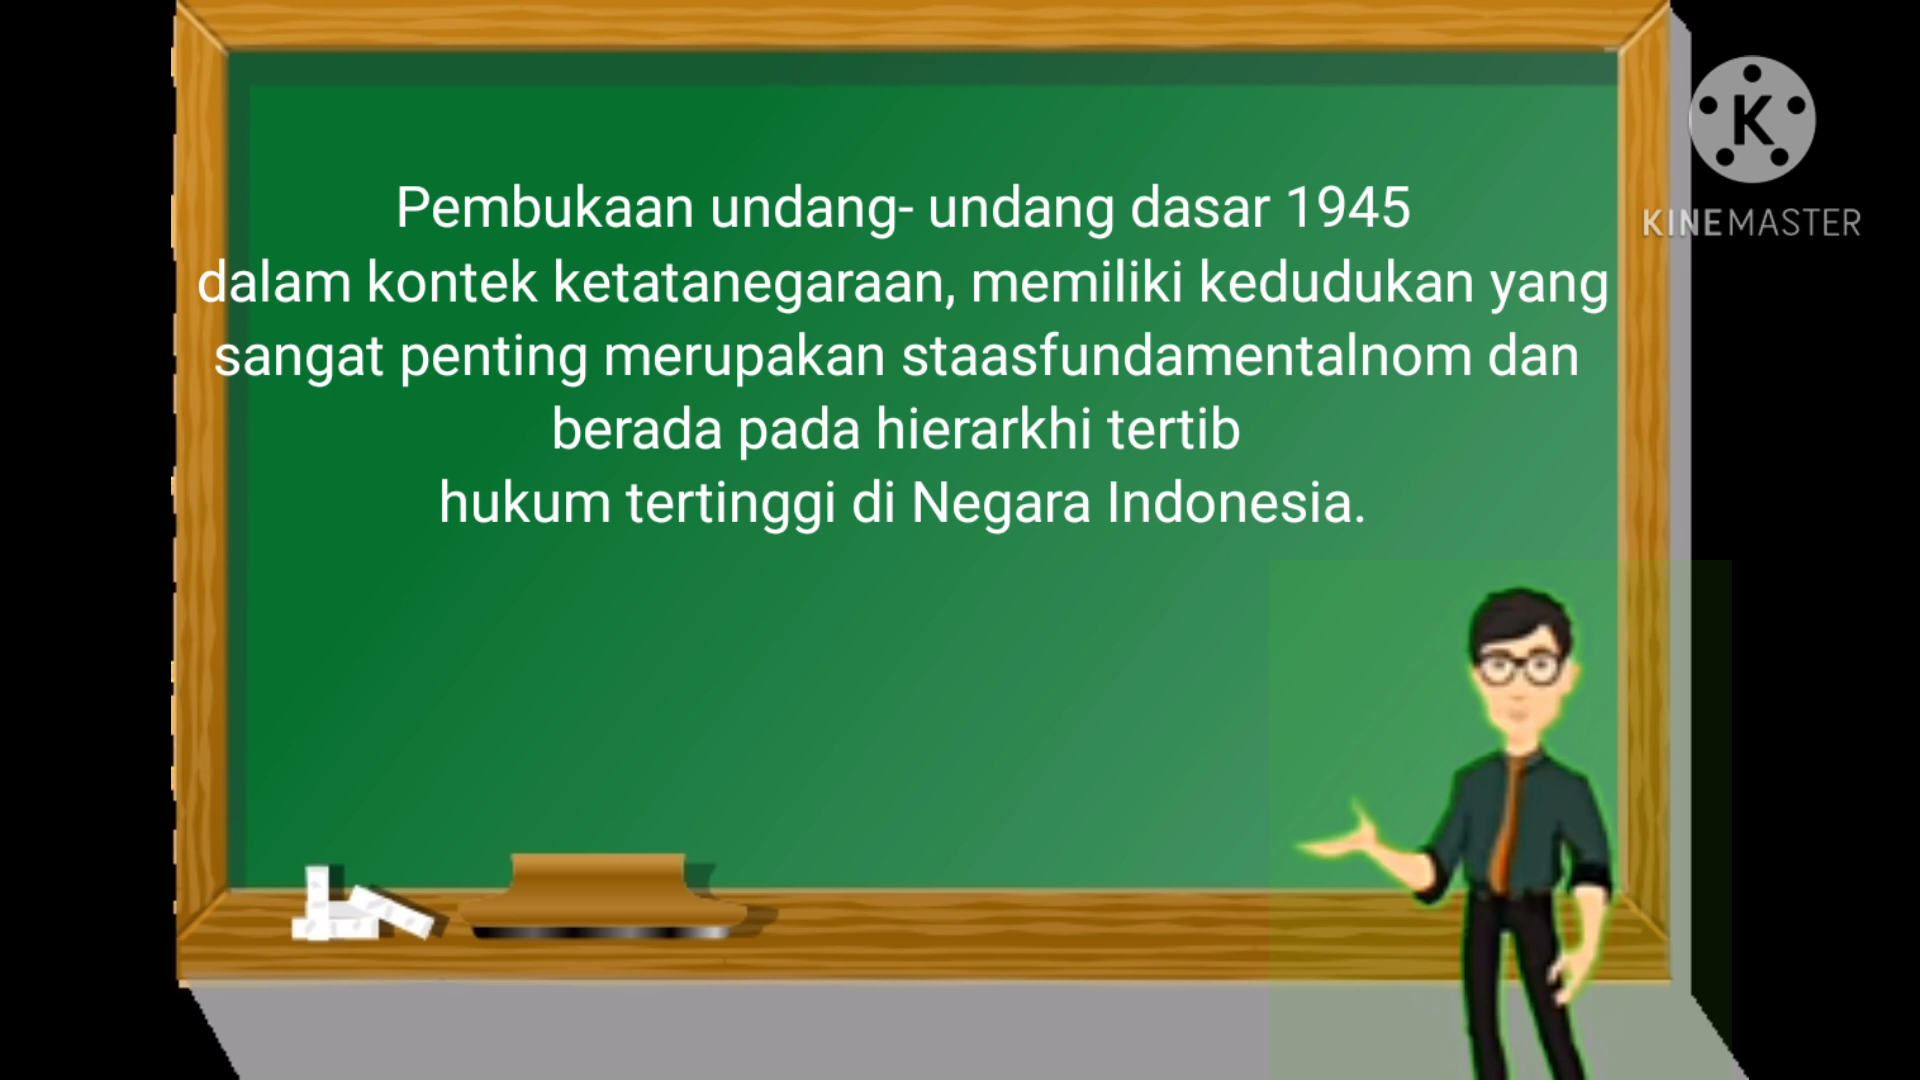 Pembukaan undang- undang dasar 1945
dalam kontek ketatanegaraan, memiliki kedudukan yang
sangat penting merupakan staasfundamentalnom dan
berada pada hierarkhi tertib
hukum tertinggi di Negara Indonesia.
K
KINEMASTER